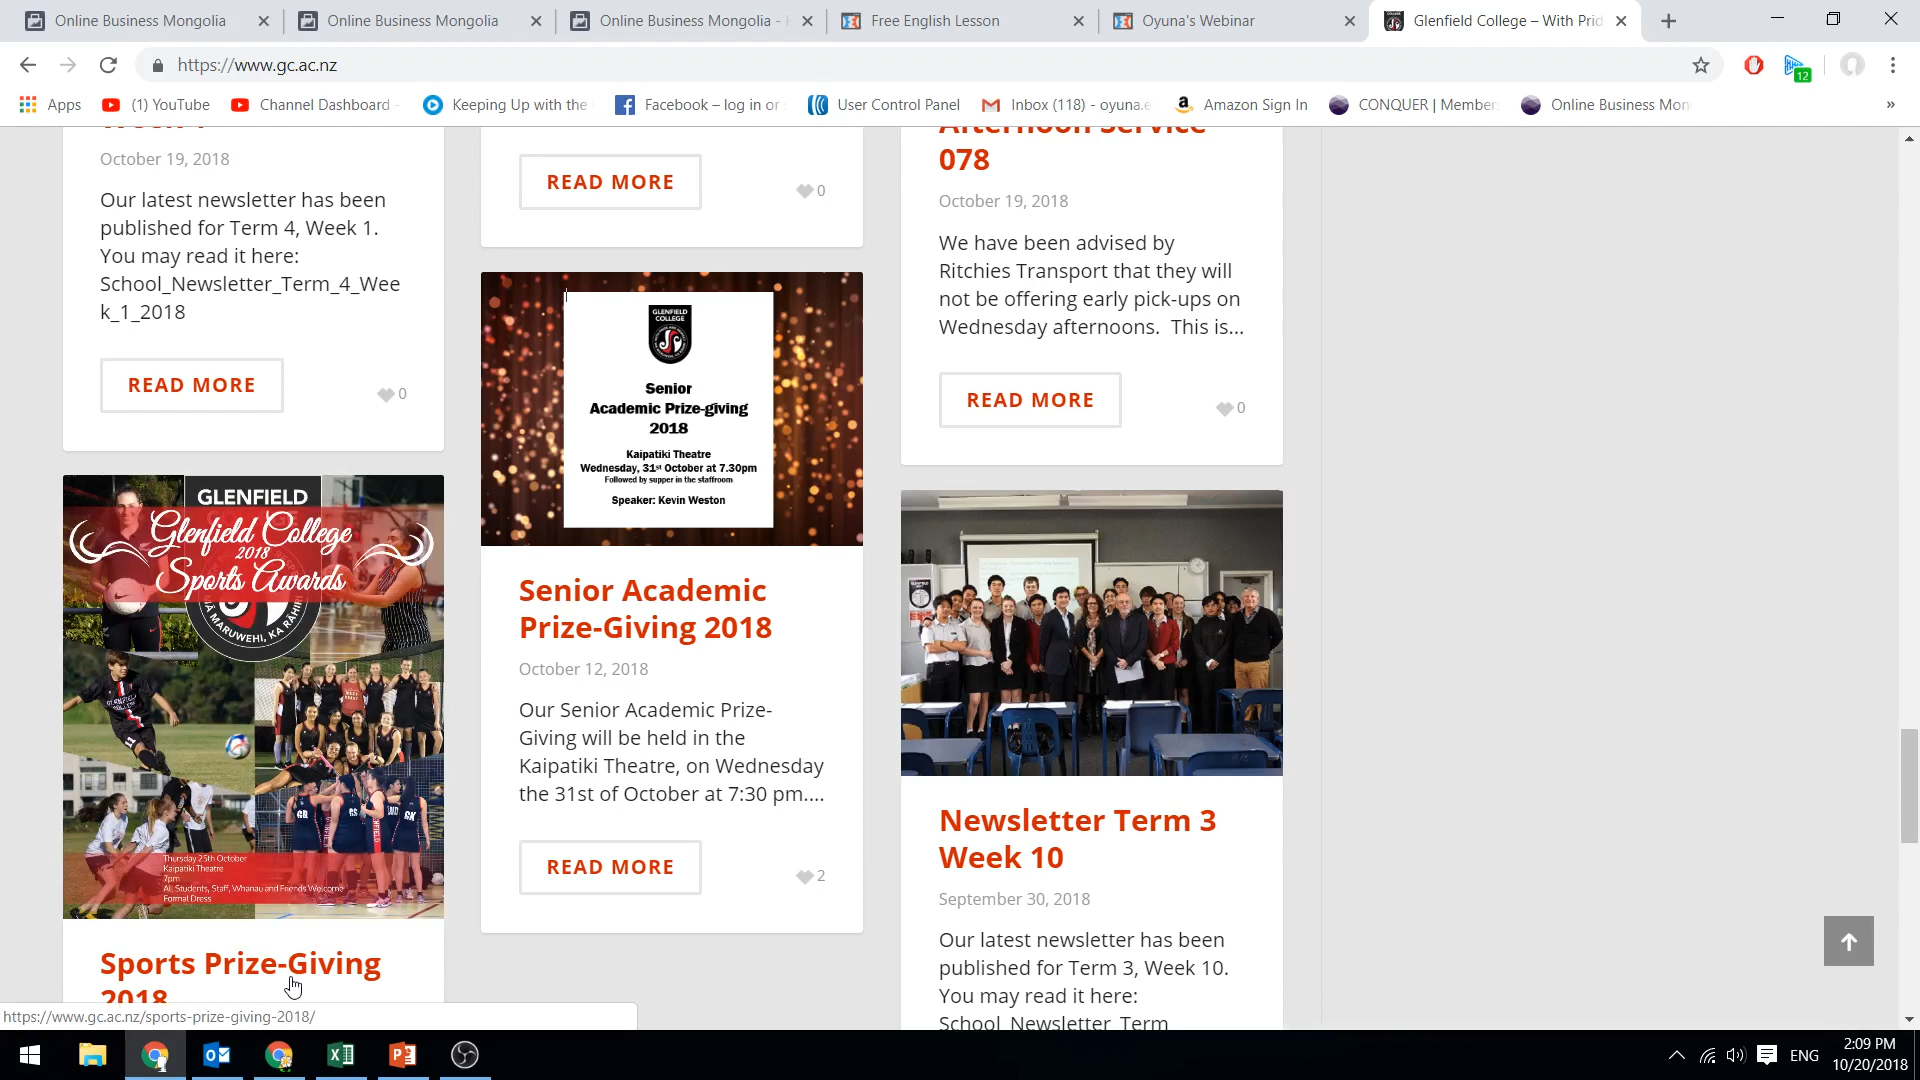 Online Business Mongolia
Online Business Mongolia
Online Business Mongolia -
Free English Lesson
Oyuna's Webinar
Glenfield College – With Prid
https://www.gc.ac.nz
12
Apps
(1) YouTube
Channel Dashboard -
Keeping Up with the
Facebook – log in or
User Control Panel
Inbox (118) - oyuna.e
Amazon Sign In
CONQUER | Member
Online Business Mon
»
October 19, 2018
Our latest newsletter has been
published for Term 4, Week 1.
You may read it here:
School_Newsletter_Term_4_Wee
k_1_2018
READ MORE
0
GLENFIELD
Glenfield College
2018
Sports Awards
MARUWEHI, KA RAHIRI
Thursday 25th October
Kaipatiki Theatre
7pm
All Students, Staff, Whanau and Friends Welcome
Formal Dress
Sports Prize-Giving
2018
READ MORE
0
GLENFIELD
COLLEGE
Senior
Academic Prize-giving
2018
Kaipatiki Theatre
Wednesday, 31st October at 7.30pm
Followed by supper in the staffroom
Speaker: Kevin Weston
Senior Academic
Prize-Giving 2018
October 12, 2018
Our Senior Academic Prize-
Giving will be held in the
Kaipatiki Theatre, on Wednesday
the 31st of October at 7:30 pm....
READ MORE
2
Afternoon Service
078
October 19, 2018
We have been advised by
Ritchies Transport that they will
not be offering early pick-ups on
Wednesday afternoons. This is...
READ MORE
0
Newsletter Term 3
Week 10
September 30, 2018
Our latest newsletter has been
published for Term 3, Week 10.
You may read it here:
School_Newsletter_Term
https://www.gc.ac.nz/sports-prize-giving-2018/
ENG
2:09 PM
10/20/2018